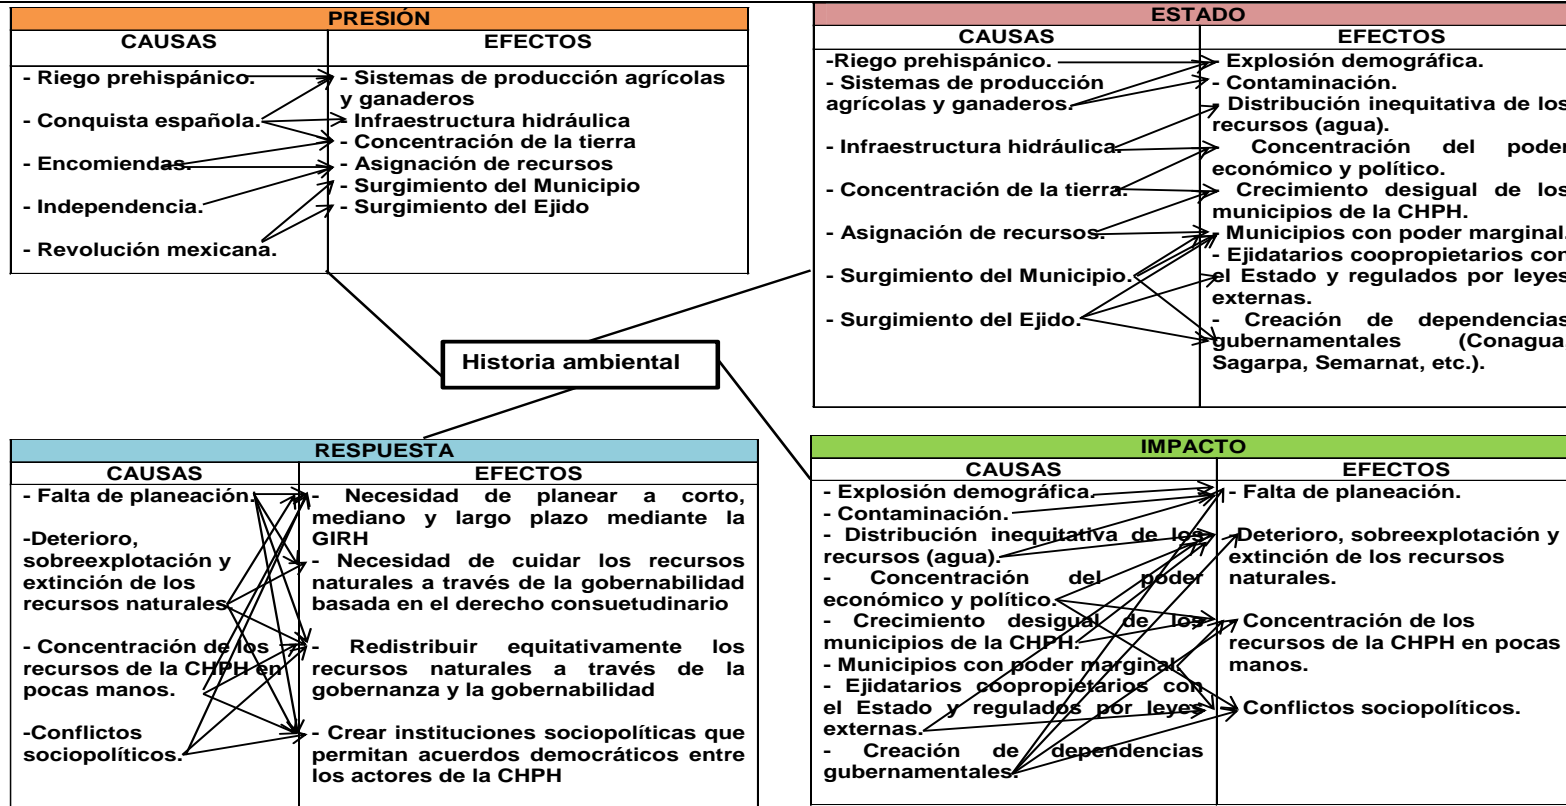 PRESIÓN
CAUSAS
EFECTOS
- Riego prehispánico.
- Conquista española.
- Encomiendas.
- Independencia.
- Revolución mexicana.
- Sistemas de producción agrícolas
y ganaderos
- Infraestructura hidráulica
- Concentración de la tierra
- Asignación de recursos
- Surgimiento del Municipio
- Surgimiento del Ejido
ESTADO
CAUSAS
EFECTOS
-Riego prehispánico.
- Sistemas de producción
agrícolas y ganaderos.
- Infraestructura hidráulica.
- Concentración de la tierra.
- Asignación de recursos.
- Surgimiento del Municipio.
- Surgimiento del Ejido.
- Explosión demográfica.
- Contaminación.
- Distribución inequitativa de los
recursos (agua).
- Concentración del poder
económico y político.
- Crecimiento desigual de los
municipios de la CHPH.
- Municipios con poder marginal.
- Ejidatarios coopropietarios con
el Estado y regulados por leyes
externas.
- Creación de dependencias
gubernamentales (Conagua,
Sagarpa, Semarnat, etc.).
Historia ambiental
RESPUESTA
CAUSAS
EFECTOS
- Falta de planeación.
-Deterioro,
sobreexplotación y
extinción de los
recursos naturales.
- Concentración de los
recursos de la CHPH en
pocas manos.
-Conflictos
sociopolíticos.
- Necesidad de planear a corto,
mediano y largo plazo mediante la
GIRH
- Necesidad de cuidar los recursos
naturales a través de la gobernabilidad
basada en el derecho consuetudinario
- Redistribuir equitativamente los
recursos naturales a través de la
gobernanza y la gobernabilidad
- Crear instituciones sociopolíticas que
permitan acuerdos democráticos entre
los actores de la CHPH
IMPACTO
CAUSAS
EFECTOS
- Explosión demográfica.
- Contaminación.
- Distribución inequitativa de los
recursos (agua).
- Concentración del poder
económico y político.
- Crecimiento desigual de los
municipios de la CHPH.
- Municipios con poder marginal.
- Ejidatarios coopropietarios con
el Estado y regulados por leyes
externas.
- Creación de dependencias
gubernamentales.
- Falta de planeación.
-Deterioro, sobreexplotación y
extinción de los recursos
naturales.
- Concentración de los
recursos de la CHPH en pocas
manos.
- Conflictos sociopolíticos.